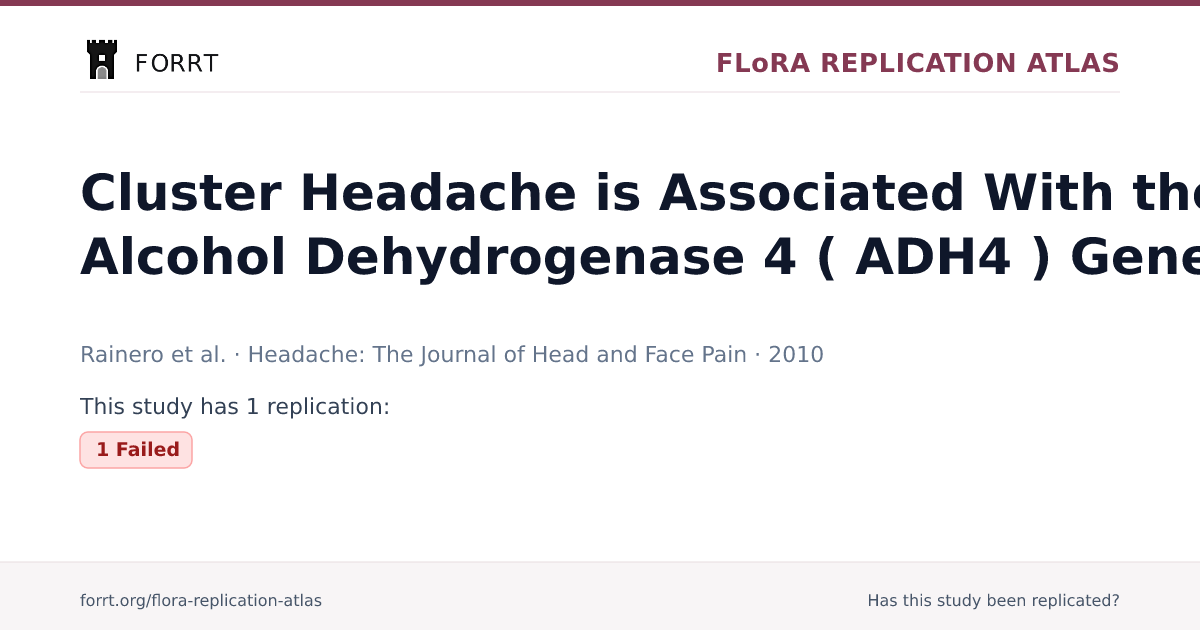 FORRT
FLoRA REPLICATION ATLAS
Cluster Headache is Associated With the
Alcohol Dehydrogenase 4 ( ADH4 ) Gene
Rainero et al. · Headache: The Journal of Head and Face Pain · 2010
This study has 1 replication:
1 Failed
forrt.org/flora-replication-atlas
Has this study been replicated?